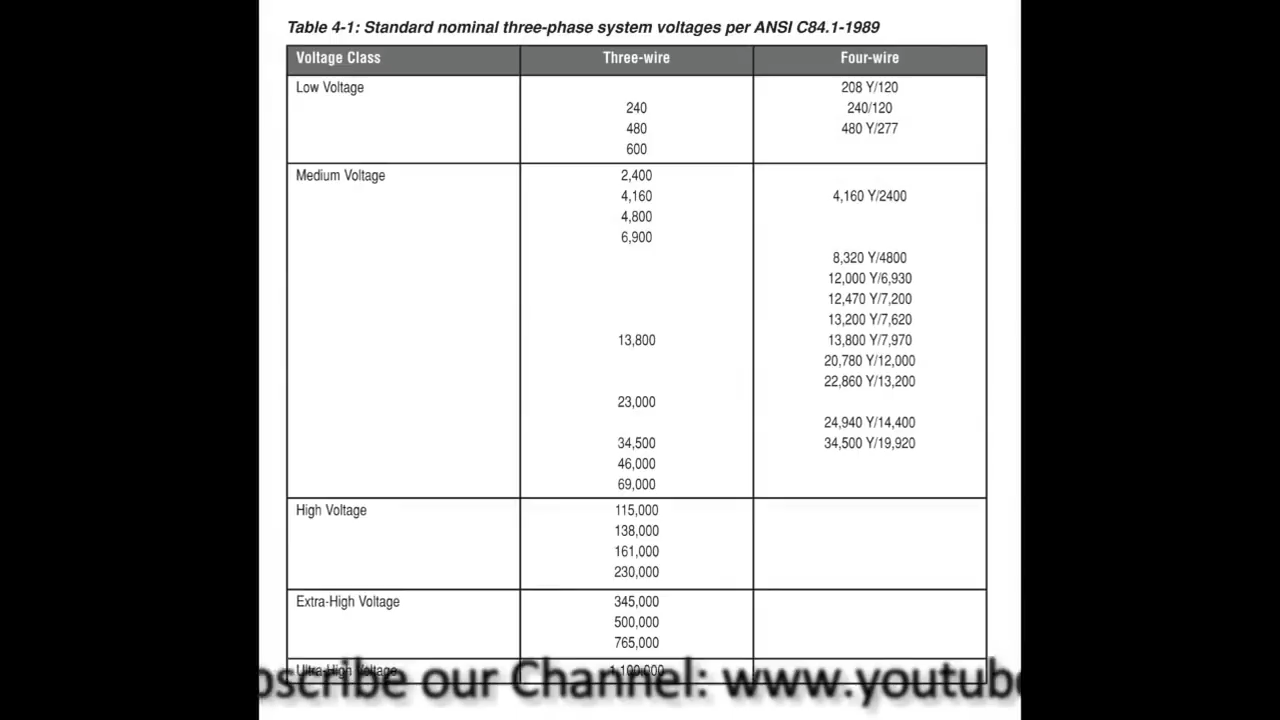 Table 4-1: Standard nominal three-phase system voltages per ANSI C84.1-1989
Voltage Class Three-wire Four-wire
Low Voltage 208 Y/120
240 240/120
480 480 Y/277
600
Medium Voltage 2,400
4,160 4,160 Y/2400
4,800
6,900
8,320 Y/4800
12,000 Y/6,930
12,470 Y/7,200
13,200 Y/7,620
13,800 13,800 Y/7,970
20,780 Y/12,000
22,860 Y/13,200
23,000
24,940 Y/14,400
34,500 34,500 Y/19,920
46,000
69,000
High Voltage 115,000
138,000
161,000
230,000
Extra-High Voltage 345,000
500,000
765,000
Ultra-High Voltage 1,100,000
bscribe our Channel: www.youtube